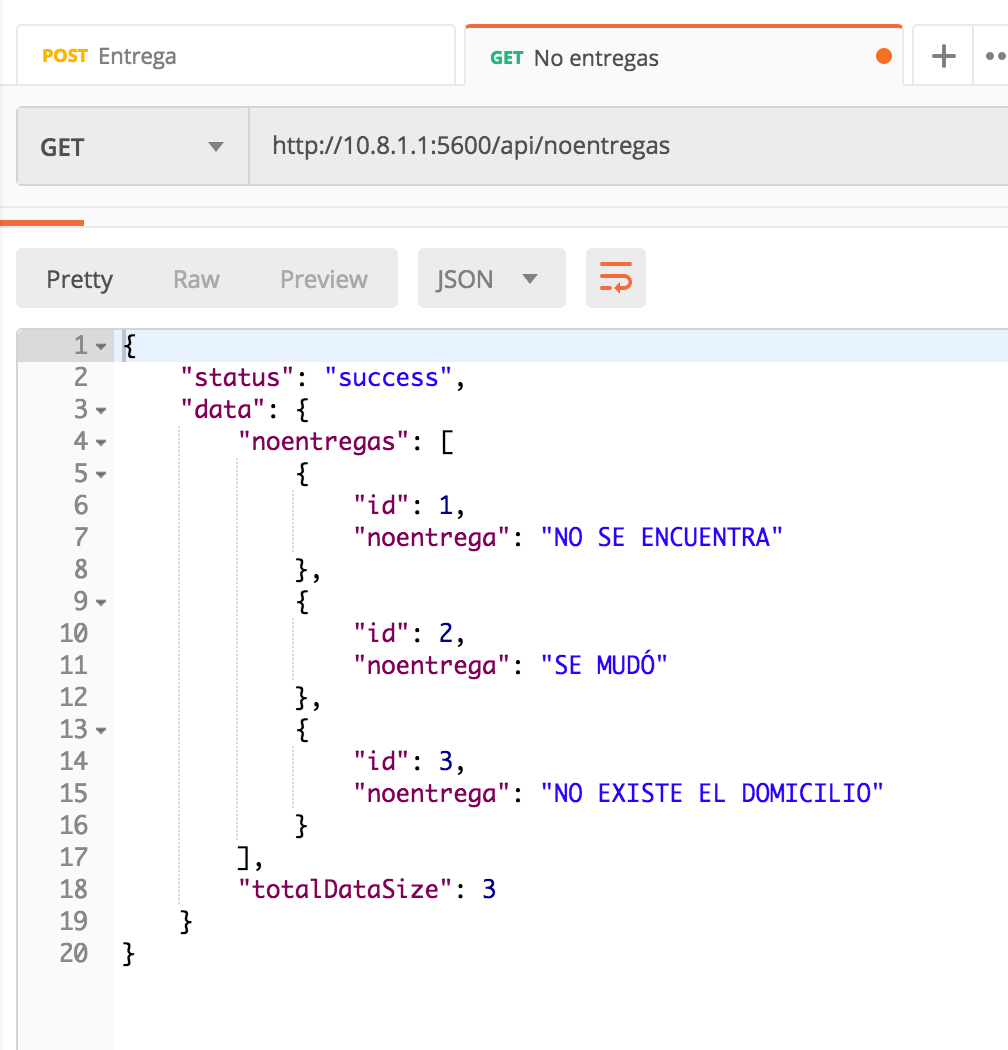 POST Entrega
GET No entregas
GET
http://10.8.1.1:5600/api/noentregas
Pretty Raw Preview JSON
1 {
2 "status": "success",
3 "data": {
4 "noentregas": [
5 {
6 "id": 1,
7 "noentrega": "NO SE ENCUENTRA"
8 },
9 {
10 "id": 2,
11 "noentrega": "SE MUDÓ"
12 },
13 {
14 "id": 3,
15 "noentrega": "NO EXISTE EL DOMICILIO"
16 }
17 ],
18 "totalDataSize": 3
19 }
20 }